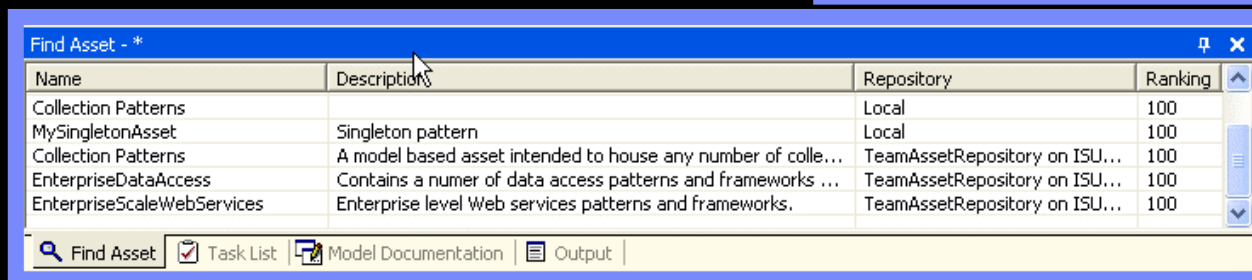 Find Asset - *
Name Description Repository Ranking
Collection Patterns Local 100
MySingletonAsset Singleton pattern Local 100
Collection Patterns A model based asset intended to house any number of colle... TeamAssetRepository on ISU... 100
EnterpriseDataAccess Contains a numer of data access patterns and frameworks ... TeamAssetRepository on ISU... 100
EnterpriseScaleWebServices Enterprise level Web services patterns and frameworks. TeamAssetRepository on ISU... 100
Find Asset Task List Model Documentation Output